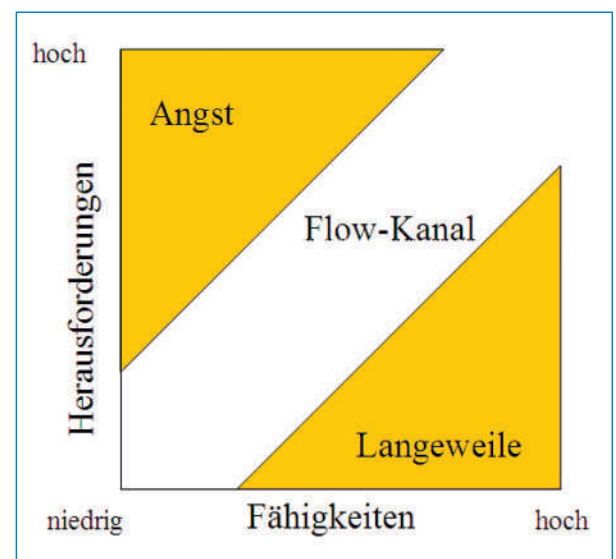 hoch
Angst
Herausforderungen
Flow-Kanal
Langeweile
niedrig
Fähigkeiten
hoch